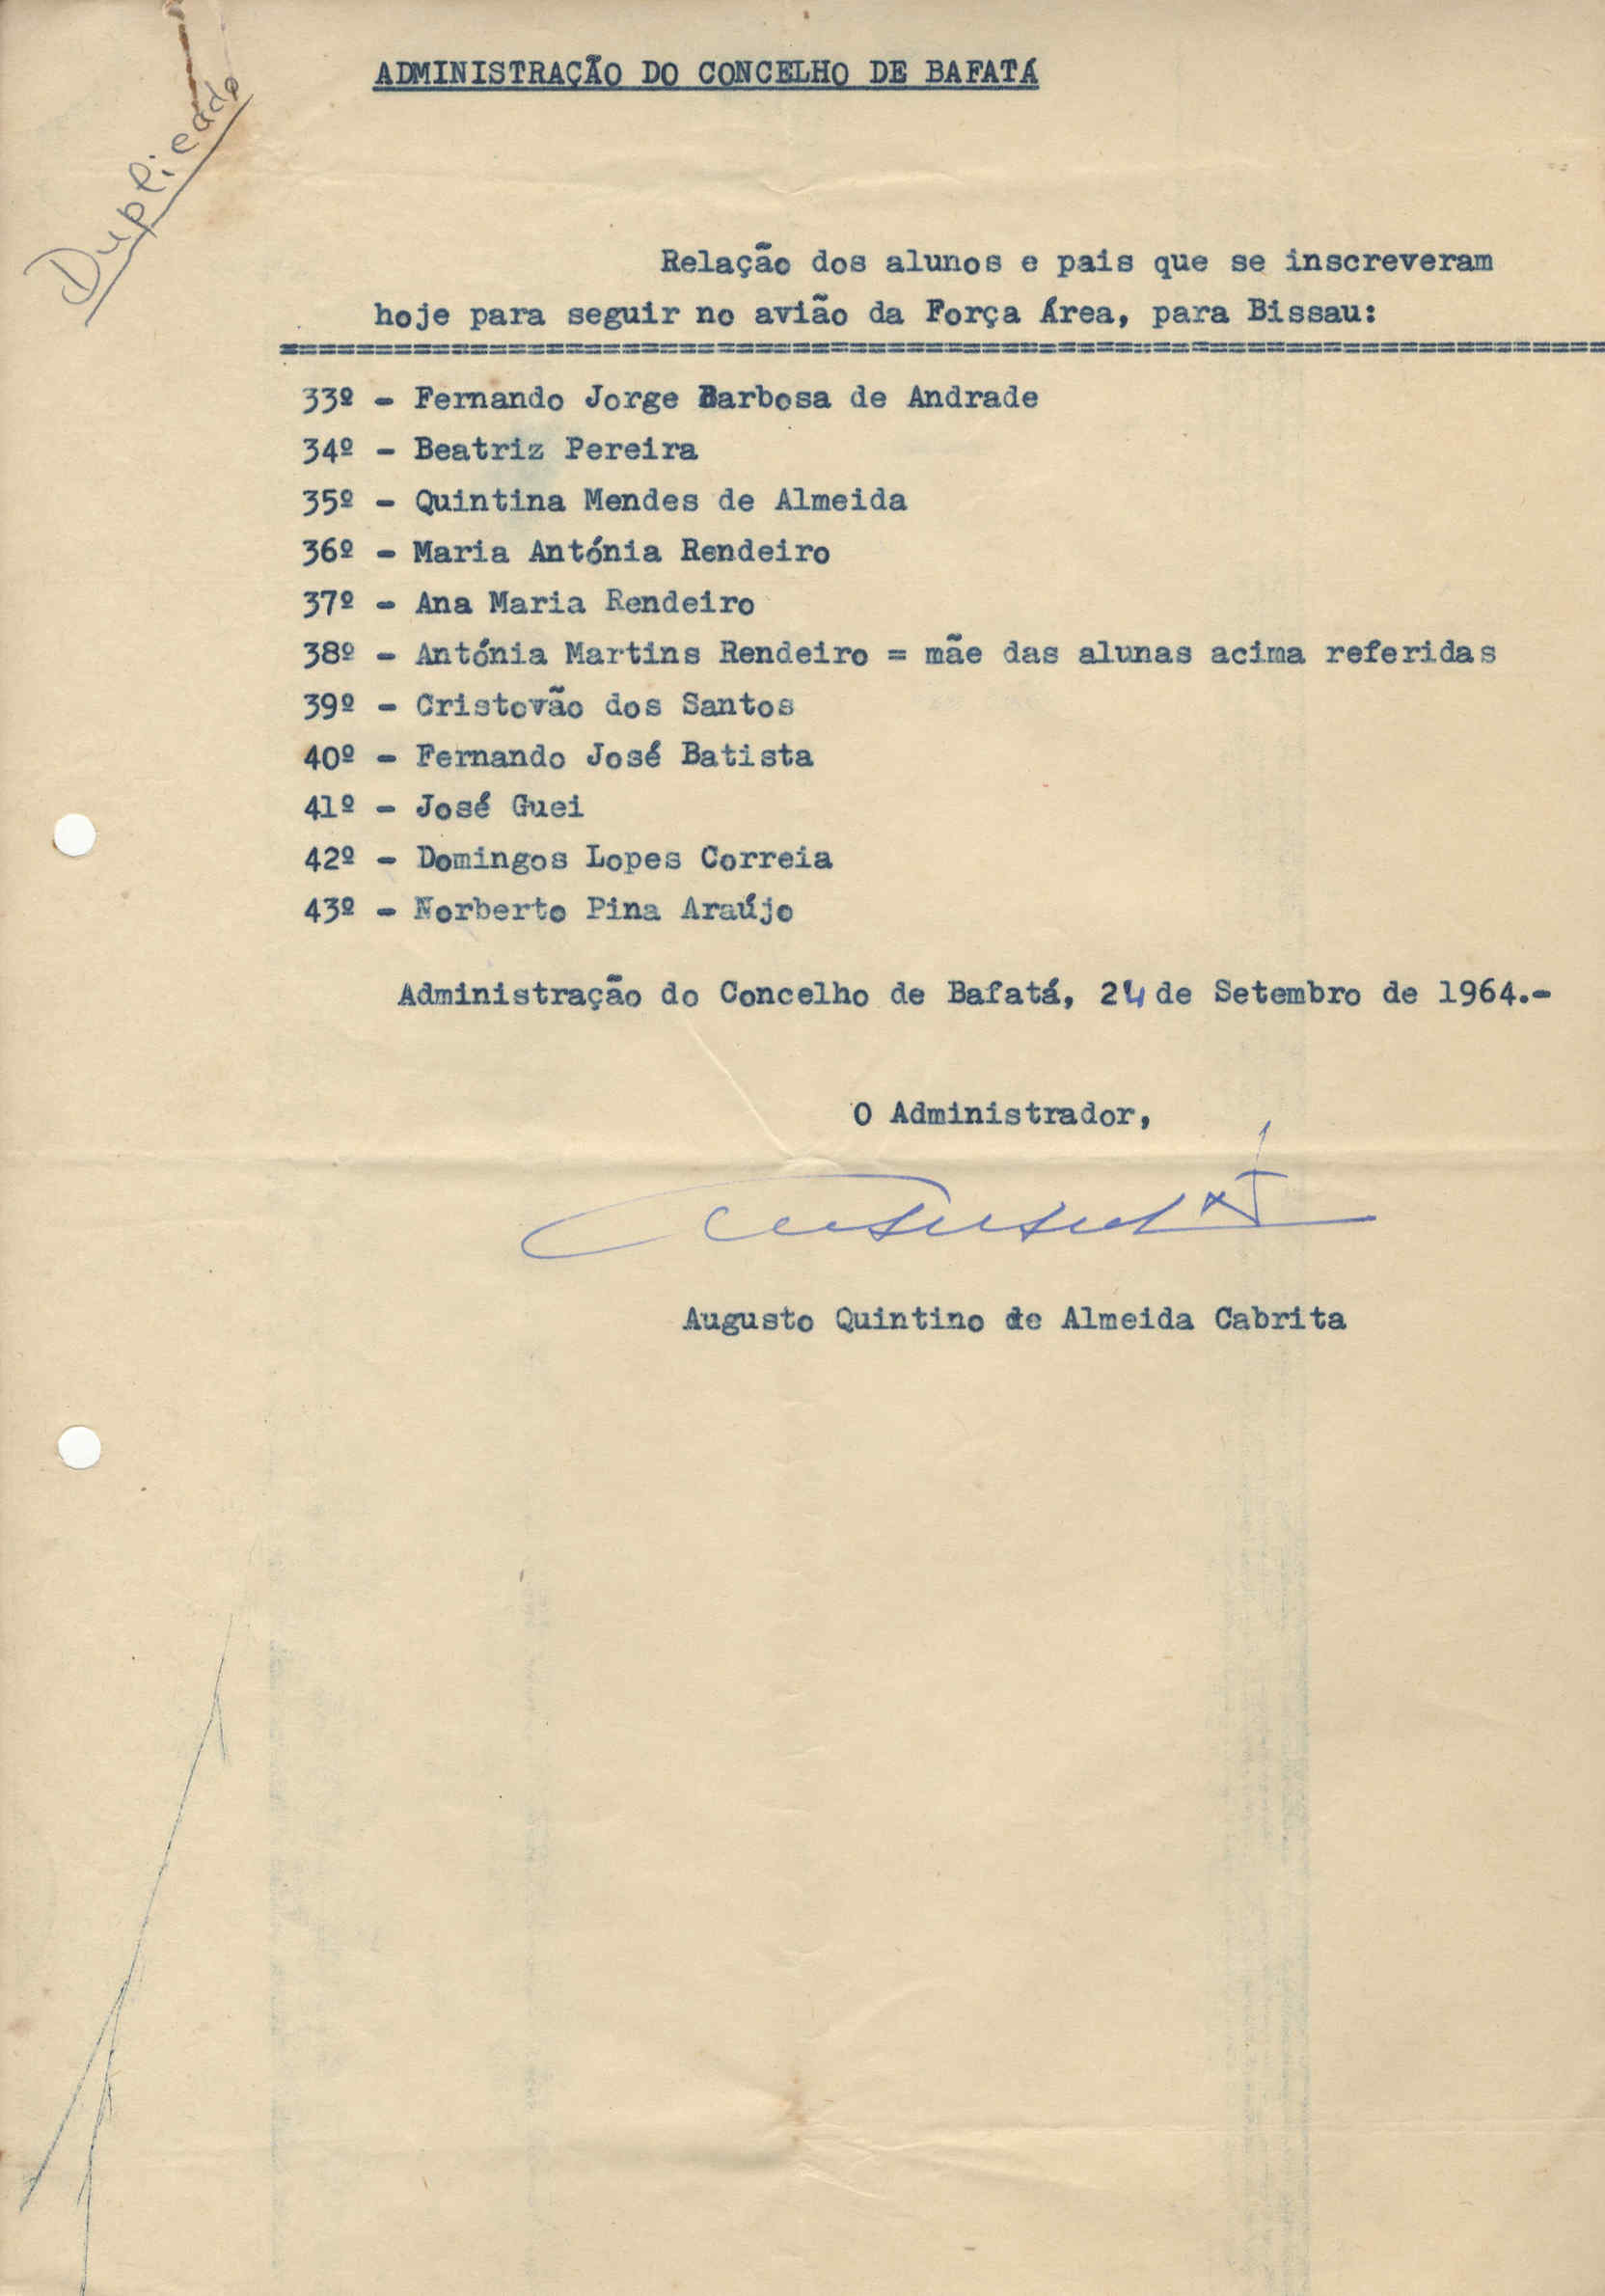 Duplicado
ADMINISTRAÇÃO DO CONCELHO DE BAFATÁ
Relação dos alunos e pais que se inscreveram
hoje para seguir no avião da Força Área, para Bissau:
33º - Fernando Jorge Barbosa de Andrade
34º - Beatriz Pereira
35º - Quintina Mendes de Almeida
36º - Maria Antónia Rendeiro
37º - Ana Maria Rendeiro
38º - Antónia Martins Rendeiro = mãe das alunas acima referidas
39º - Cristovão dos Santos
40º - Fernando José Batista
41º - José Guei
42º - Domingos Lopes Correia
43º - Norberto Pina Araújo
Administração do Concelho de Bafatá, 24 de Setembro de 1964.-
O Administrador,
Augusto Quintino de Almeida Cabrita